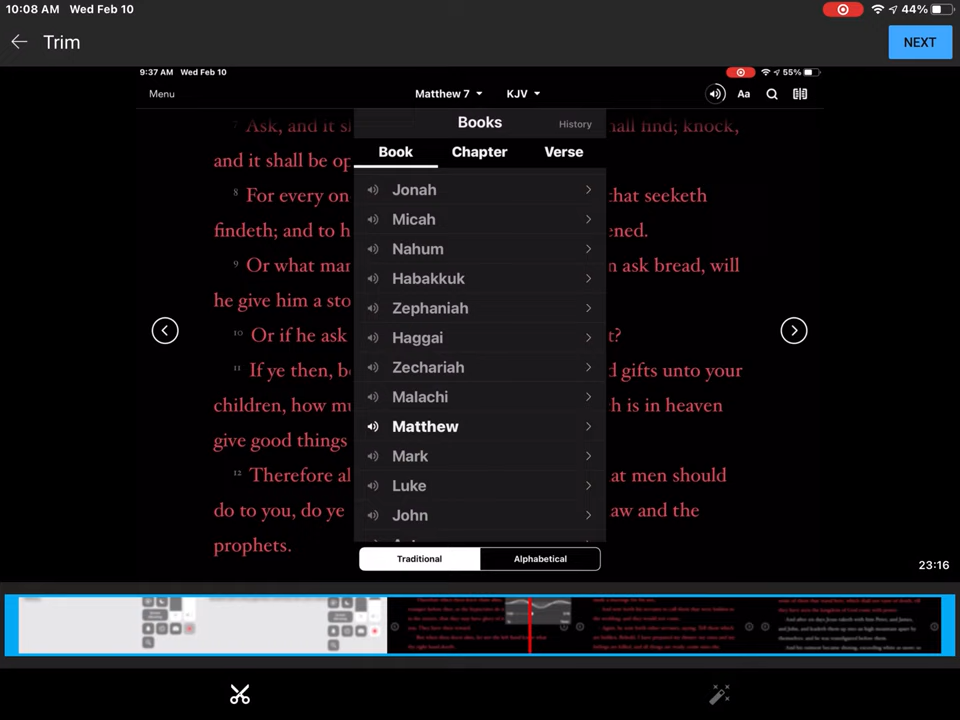 10:08 AM Wed Feb 10
44%
Trim
NEXT
9:37 AM Wed Feb 10
55%
Menu
Matthew 7
KJV
Aa
Books
History
Book
Chapter
Verse
Jonah
Micah
Nahum
Habakkuk
Zephaniah
Haggai
Zechariah
Malachi
Matthew
Mark
Luke
John
Traditional
Alphabetical
7 Ask, and it s
hall find; knock,
and it shall be op
8 For every on
that seeketh
findeth; and to h
ened.
9 Or what man
n ask bread, will
he give him a sto
10 Or if he ask
t?
11 If ye then, b
d gifts unto your
children, how mu
h is in heaven
give good things
12 Therefore al
at men should
do to you, do ye
aw and the
prophets.
23:16